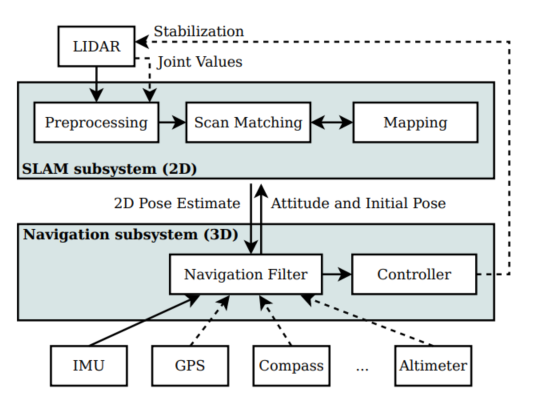 Stabilization
LIDAR
Joint Values
Preprocessing
Scan Matching
Mapping
SLAM subsystem (2D)
2D Pose Estimate
Attitude and Initial Pose
Navigation subsystem (3D)
Navigation Filter
Controller
IMU
GPS
Compass
...
Altimeter